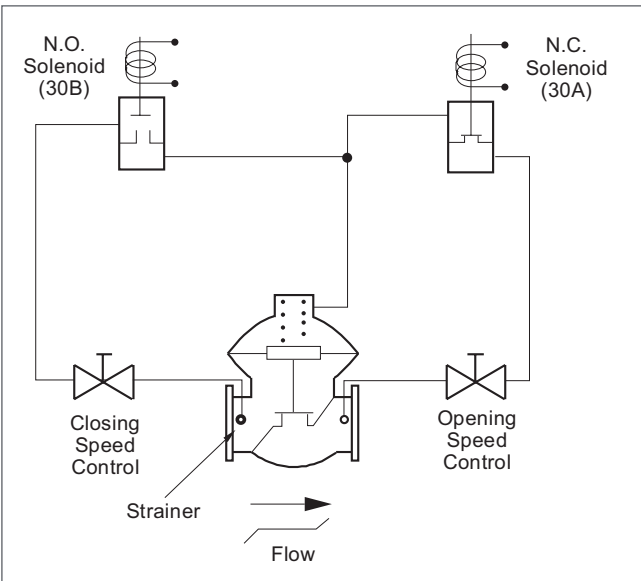 N.O.
Solenoid
(30B)
N.C.
Solenoid
(30A)
Closing
Speed
Control
Opening
Speed
Control
Strainer
Flow